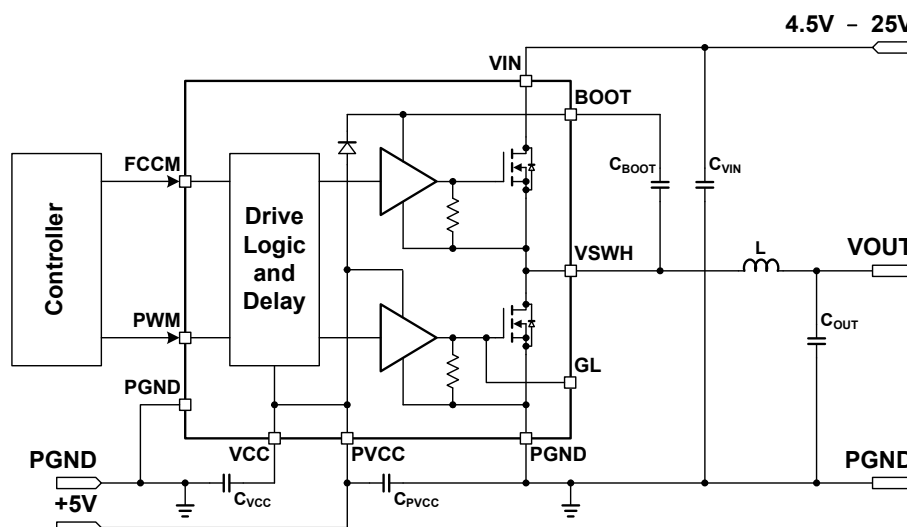 4.5V – 25V
VIN
BOOT
FCCM
Controller
Drive
Logic
and
Delay
CBOOT
CVIN
VSWH
L
VOUT
PWM
COUT
GL
PGND
VCC
PVCC
PGND
PGND
PGND
CVCC
CPVCC
+5V